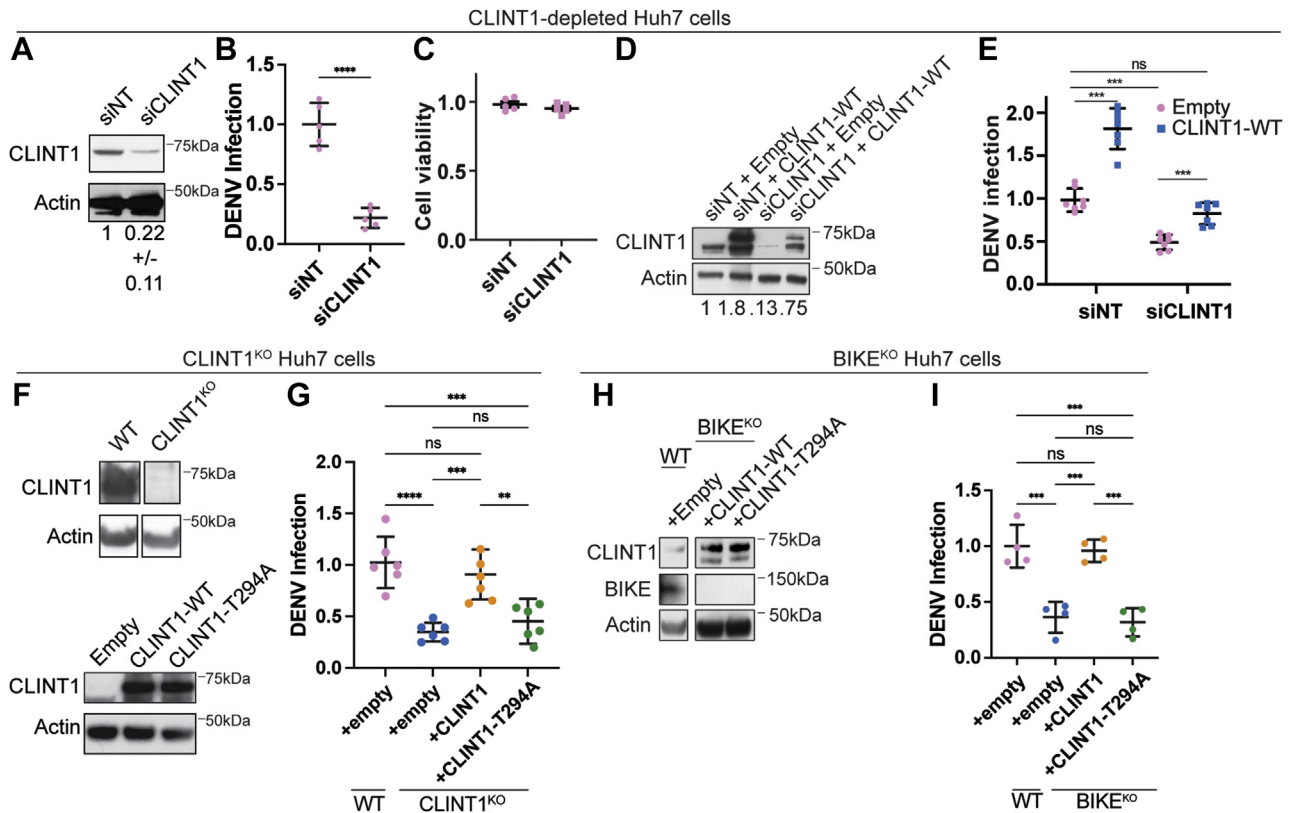 CLINT1-depleted Huh7 cells
A
siNT
siCLINT1
CLINT1
-75kDa
Actin
-50kDa
1 0.22
+/-
0.11
B
DENV Infection
1.5
1.0
0.5
0.0
****
siNT
siCLINT1
C
Cell viability
1.0
0.5
0.0
siNT
siCLINT1
D
siNT + Empty
siNT + CLINT1-WT
siCLINT1 + Empty
siCLINT1 + CLINT1-WT
CLINT1
-75kDa
Actin
-50kDa
1 1.8 .13.75
E
DENV infection
2.0
1.5
1.0
0.5
0.0
ns
***
***
***
Empty
CLINT1-WT
siNT
siCLINT1
CLINT1KO Huh7 cells
F
WT
CLINT1KO
CLINT1
-75kDa
Actin
-50kDa
Empty
CLINT1-WT
CLINT1-T294A
CLINT1
-75kDa
Actin
-50kDa
G
DENV Infection
2.0
1.5
1.0
0.5
0.0
***
ns
ns
***
****
**
+empty
+empty
+CLINT1
+CLINT1-T294A
WT
CLINT1KO
BIKEKO Huh7 cells
H
BIKEKO
WT
+Empty
+CLINT1-WT
+CLINT1-T294A
CLINT1
-75kDa
BIKE
-150kDa
Actin
-50kDa
I
DENV Infection
1.5
1.0
0.5
0.0
***
ns
ns
***
***
***
+empty
+empty
+CLINT1
+CLINT1-T294A
WT
BIKEKO